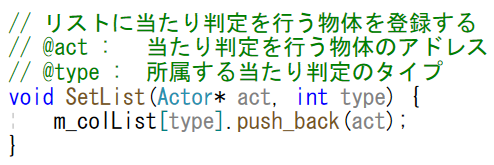 // リストに当たり判定を行う物体を登録する
// @act :　当たり判定を行う物体のアドレス
// @type :　所属する当たり判定のタイプ
void SetList(Actor* act, int type) {
    m_colList[type].push_back(act);
}